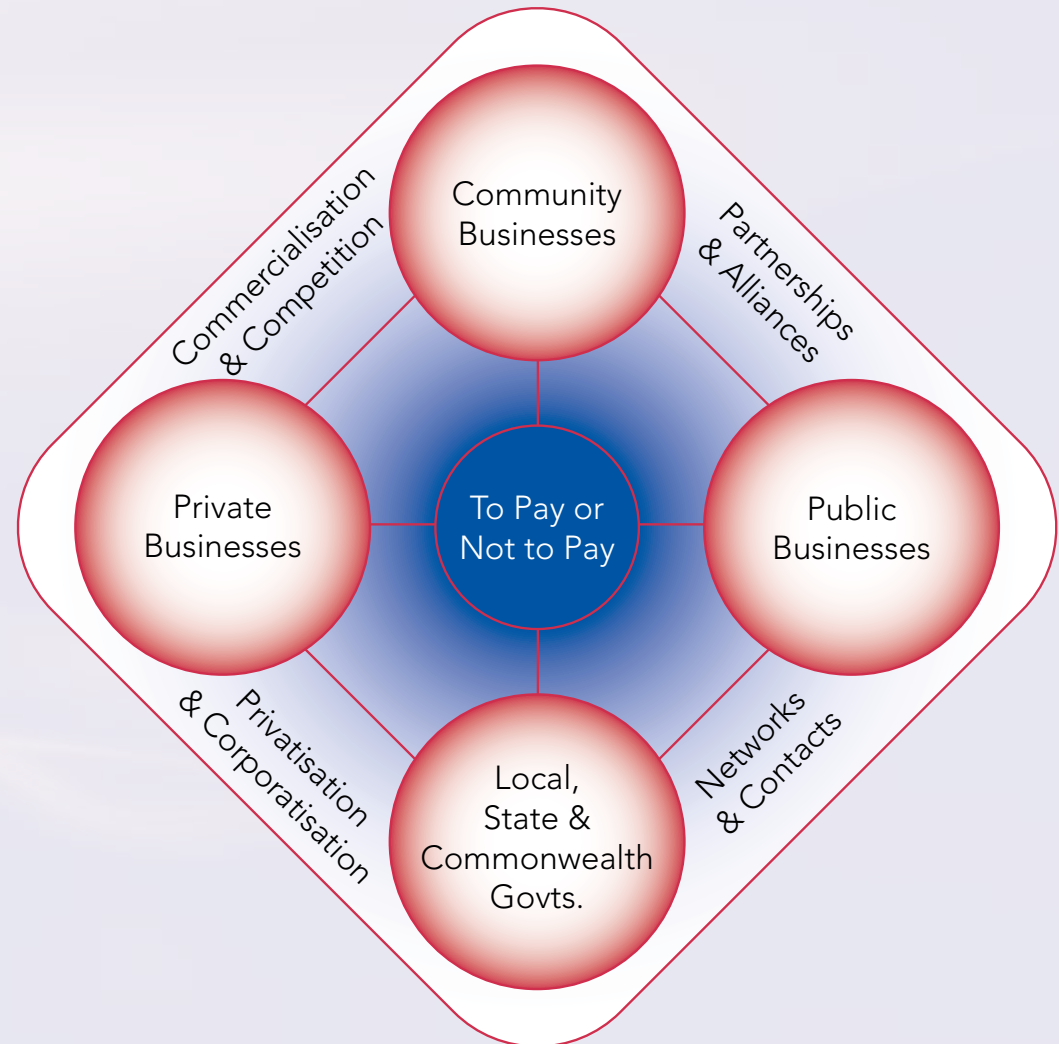 Community
Businesses
Commercialisation
& Competition
Partnerships
& Alliances
Private
Businesses
To Pay or
Not to Pay
Public
Businesses
Privatisation
& Corporatisation
Networks
& Contacts
Local,
State &
Commonwealth
Govts.